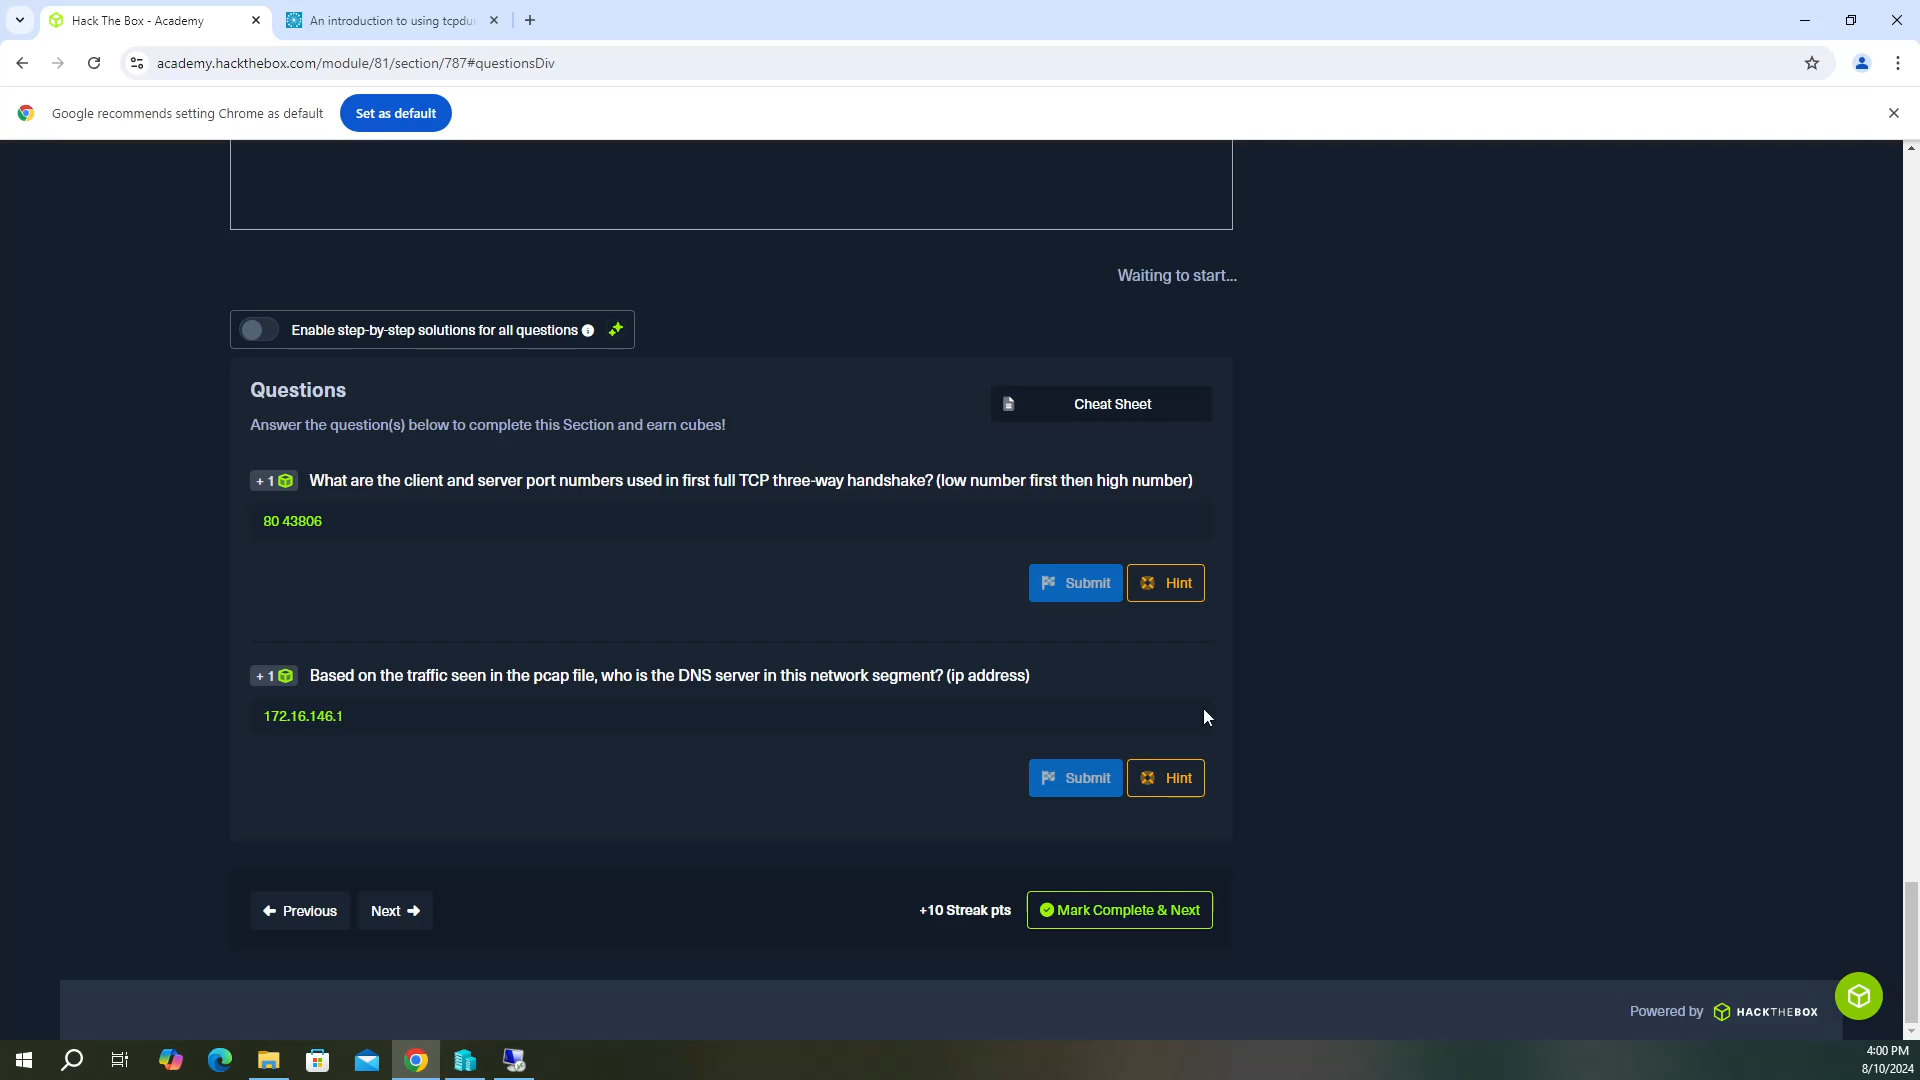 Hack The Box - Academy
An introduction to using tcpdu
academy.hackthebox.com/module/81/section/787#questionsDiv
Google recommends setting Chrome as default
Set as default
Waiting to start...
Enable step-by-step solutions for all questions
Questions
Cheat Sheet
Answer the question(s) below to complete this Section and earn cubes!
+ 1 What are the client and server port numbers used in first full TCP three-way handshake? (low number first then high number)
80 43806
Submit Hint
+ 1 Based on the traffic seen in the pcap file, who is the DNS server in this network segment? (ip address)
172.16.146.1
Submit Hint
Previous Next +10 Streak pts Mark Complete & Next
Powered by HACKTHEBOX
4:00 PM
8/10/2024